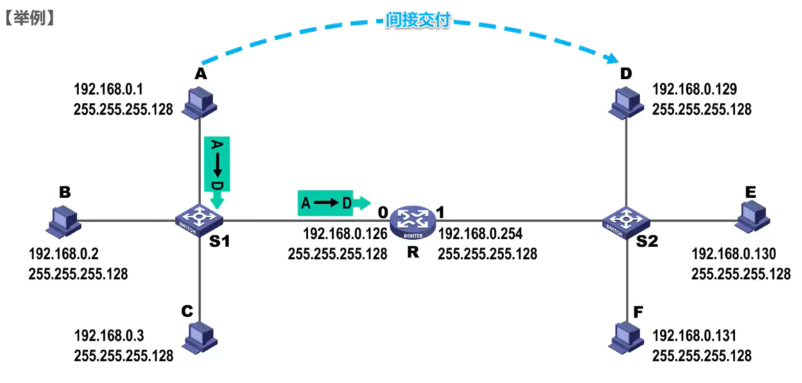 【举例】
间接交付
A
192.168.0.1
255.255.255.128
D
192.168.0.129
255.255.255.128
A → D
B
192.168.0.2
255.255.255.128
SWITCH
S1
A → D
0
1
ROUTER
R
192.168.0.126
255.255.255.128
192.168.0.254
255.255.255.128
SWITCH
S2
E
192.168.0.130
255.255.255.128
C
192.168.0.3
255.255.255.128
F
192.168.0.131
255.255.255.128